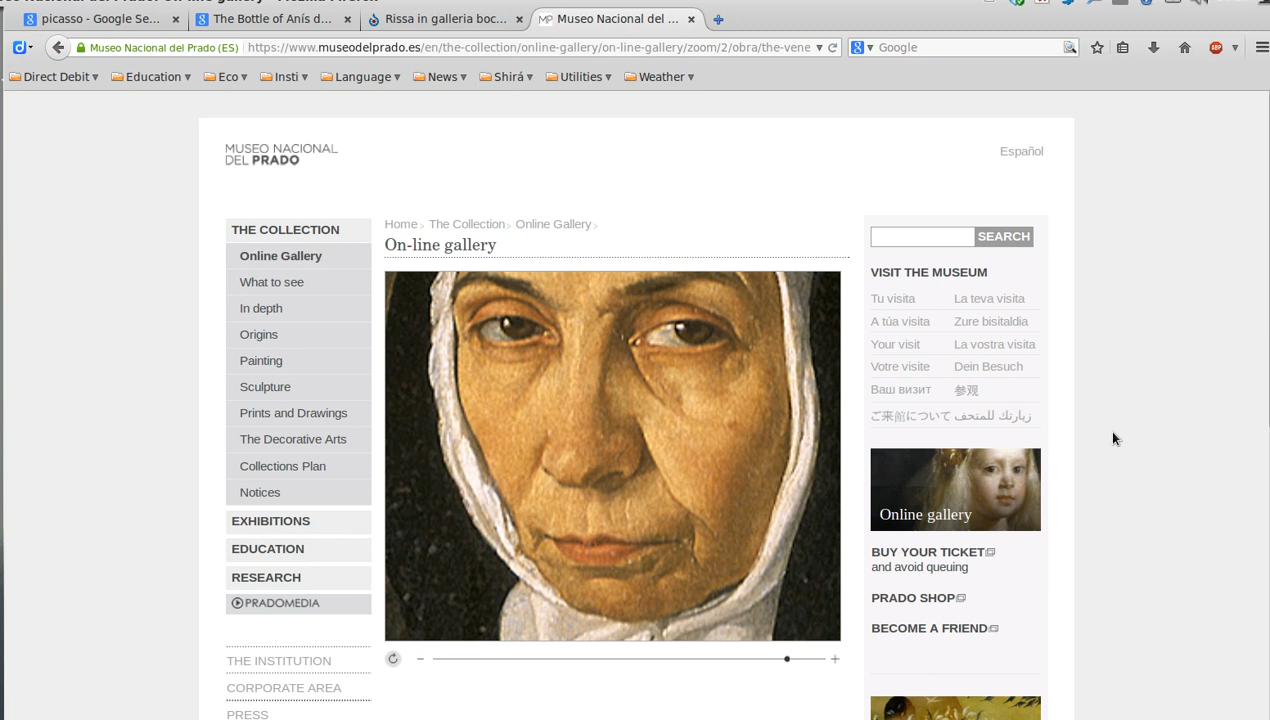 picasso - Google Se...
The Bottle of Anís d...
Rissa in galleria boc...
MP Museo Nacional del ...
Museo Nacional del Prado (ES)
https://www.museodelprado.es/en/the-collection/online-gallery/on-line-gallery/zoom/2/obra/the-vene
Google
Direct Debit
Education
Eco
Insti
Language
News
Shirá
Utilities
Weather
MUSEO NACIONAL
DEL PRADO
Español
THE COLLECTION
Online Gallery
What to see
In depth
Origins
Painting
Sculpture
Prints and Drawings
The Decorative Arts
Collections Plan
Notices
EXHIBITIONS
EDUCATION
RESEARCH
PRADOMEDIA
THE INSTITUTION
CORPORATE AREA
PRESS
Home > The Collection > Online Gallery >
On-line gallery
SEARCH
VISIT THE MUSEUM
Tu visita La teva visita
A túa visita Zure bisitaldia
Your visit La vostra visita
Votre visite Dein Besuch
Ваш визит 参观
ご来館について زيارتك للمتحف
Online gallery
BUY YOUR TICKET
and avoid queuing
PRADO SHOP
BECOME A FRIEND